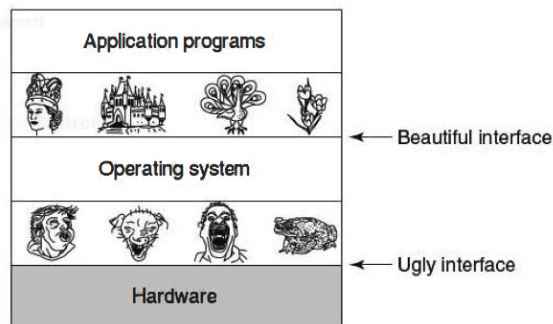 Application programs
Beautiful interface
Operating system
Ugly interface
Hardware